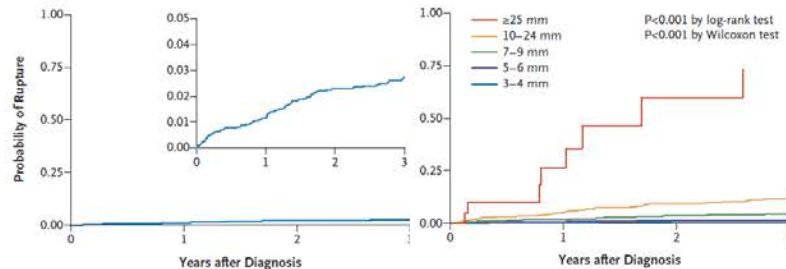 Probability of Rupture
1.00
0.75
0.50
0.25
0.00
0
1
2
Years after Diagnosis
0.05
0.04
0.03
0.02
0.01
0.00
0
1
2
3
1.00
0.75
0.50
0.25
0.00
0
1
2
Years after Diagnosis
≥25 mm
10–24 mm
7–9 mm
5–6 mm
3–4 mm
P<0.001 by log-rank test
P<0.001 by Wilcoxon test